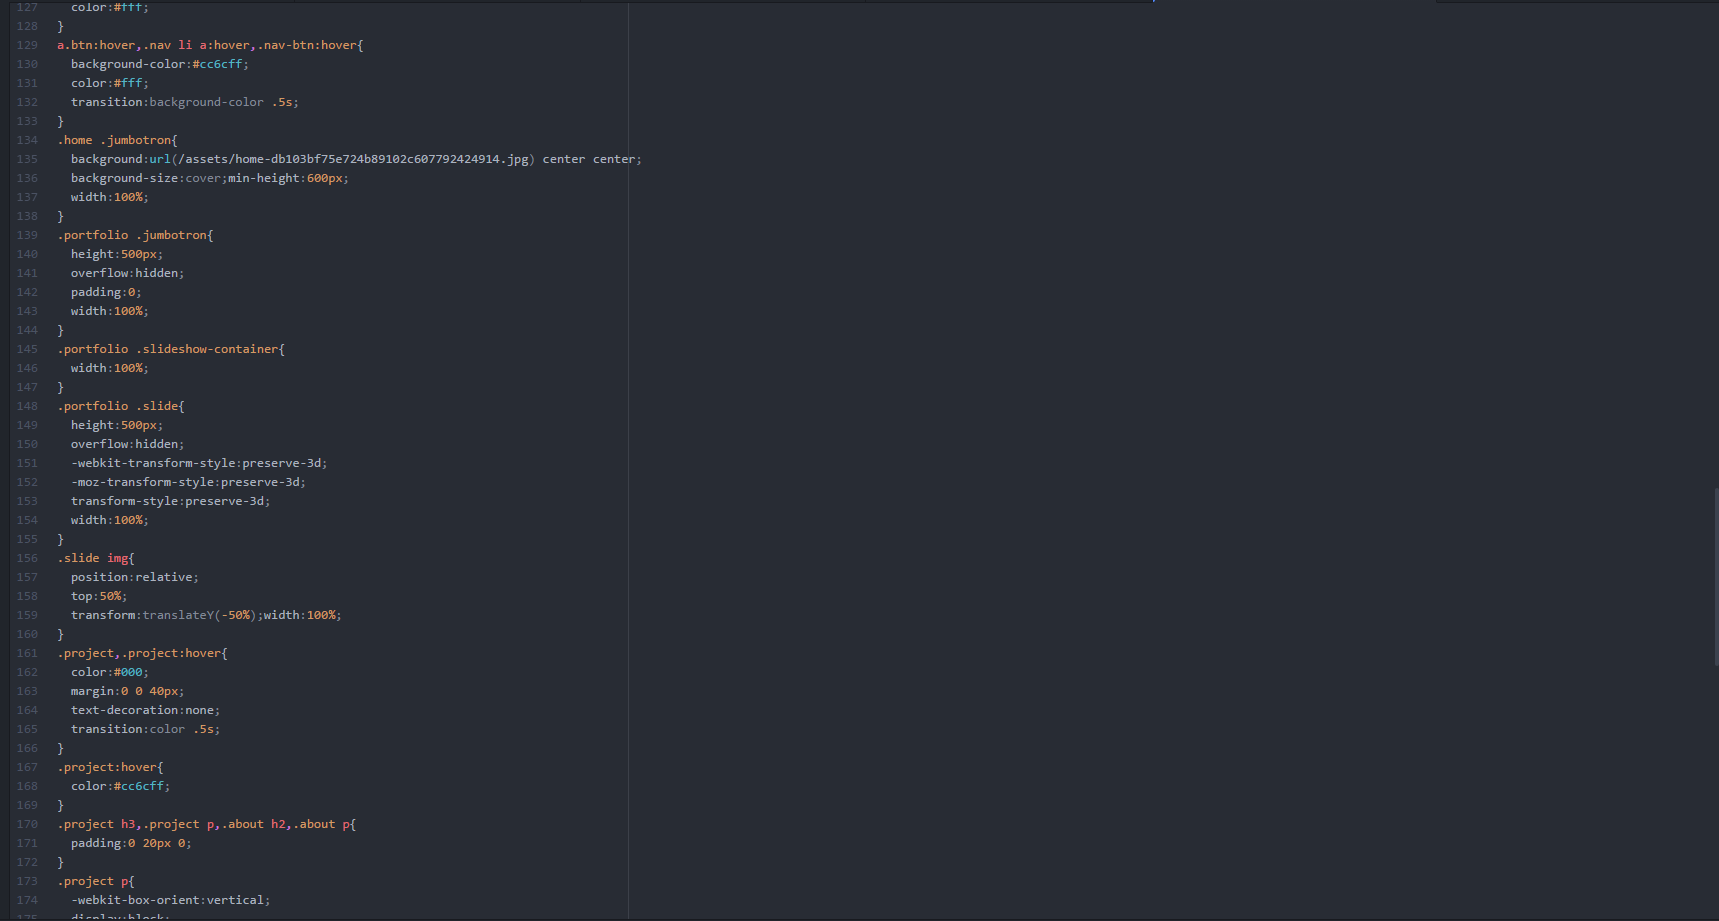 127 color:#fff;
128 }
129 a.btn:hover,.nav li a:hover,.nav-btn:hover{
130 background-color:#cc6cff;
131 color:#fff;
132 transition:background-color .5s;
133 }
134 .home .jumbotron{
135 background:url(/assets/home-db103bf75e724b89102c607792424914.jpg) center center;
136 background-size:cover;min-height:600px;
137 width:100%;
138 }
139 .portfolio .jumbotron{
140 height:500px;
141 overflow:hidden;
142 padding:0;
143 width:100%;
144 }
145 .portfolio .slideshow-container{
146 width:100%;
147 }
148 .portfolio .slide{
149 height:500px;
150 overflow:hidden;
151 -webkit-transform-style:preserve-3d;
152 -moz-transform-style:preserve-3d;
153 transform-style:preserve-3d;
154 width:100%;
155 }
156 .slide img{
157 position:relative;
158 top:50%;
159 transform:translateY(-50%);width:100%;
160 }
161 .project,.project:hover{
162 color:#000;
163 margin:0 0 40px;
164 text-decoration:none;
165 transition:color .5s;
166 }
167 .project:hover{
168 color:#cc6cff;
169 }
170 .project h3,.project p,.about h2,.about p{
171 padding:0 20px 0;
172 }
173 .project p{
174 -webkit-box-orient:vertical;
175 display:block;